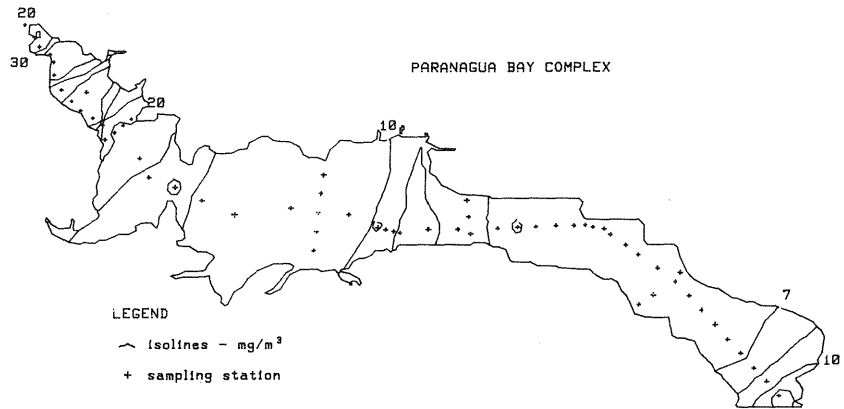 20
30
PARANAGUA BAY COMPLEX
20
10
7
10
LEGEND
isolines - mg/m³
+ sampling station